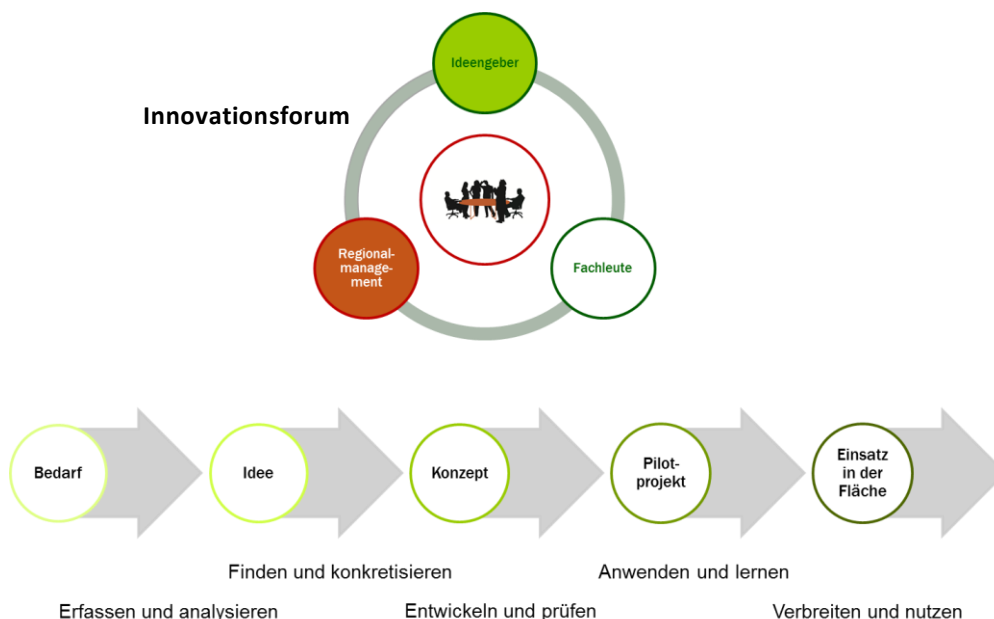 Ideengeber
Innovationsforum
Regional-
manage-
ment
Fachleute
Bedarf
Idee
Konzept
Pilot-
projekt
Einsatz
in der
Fläche
Finden und konkretisieren
Anwenden und lernen
Erfassen und analysieren
Entwickeln und prüfen
Verbreiten und nutzen